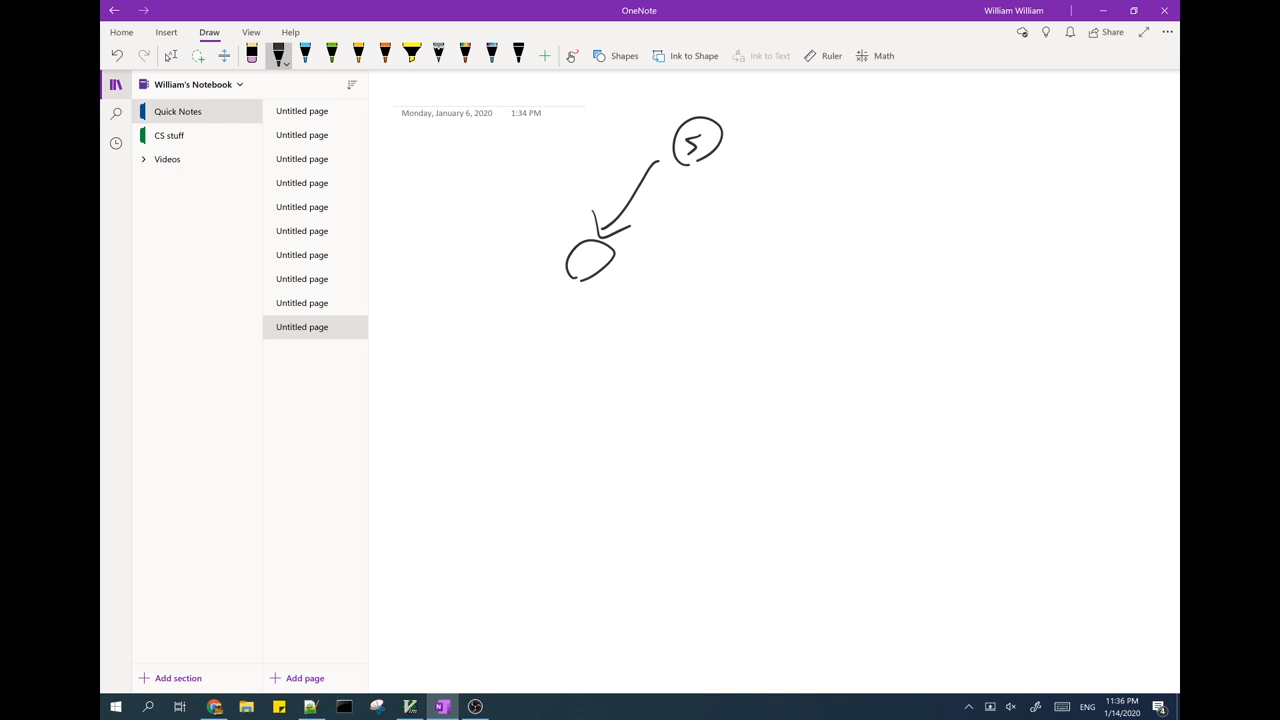 OneNote
William William
Home
Insert
Draw
View
Help
Share
Shapes
Ink to Shape
Ink to Text
Ruler
Math
William's Notebook
Quick Notes
CS stuff
Videos
Untitled page
Untitled page
Untitled page
Untitled page
Untitled page
Untitled page
Untitled page
Untitled page
Untitled page
Untitled page
Monday, January 6, 2020 1:34 PM
5
Add section
Add page
ENG
11:36 PM
1/14/2020
4